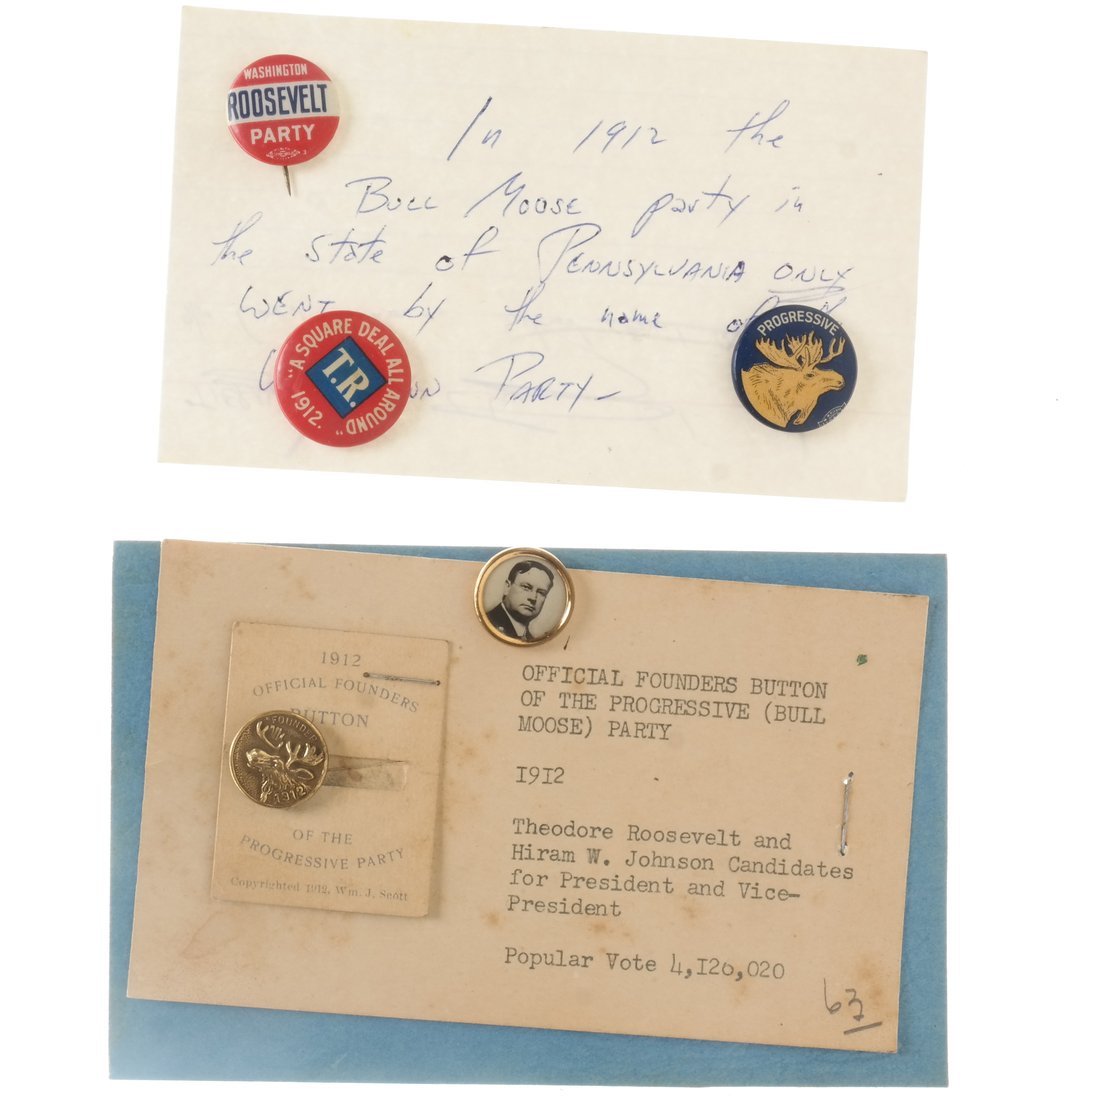 WASHINGTON
ROOSEVELT
PARTY
In 1912 the
Bull Moose party in
the state of PENNSYLVANIA ONLY
WENT by the name of
PARTY
"A SQUARE DEAL ALL AROUND"
T.R.
1912.
PROGRESSIVE
1912
OFFICIAL FOUNDERS
BUTTON
FOUNDER
1912
OF THE
PROGRESSIVE PARTY
Copyrighted 1912, Wm. J. Scott
OFFICIAL FOUNDERS BUTTON
OF THE PROGRESSIVE (BULL
MOOSE) PARTY
1912
Theodore Roosevelt and
Hiram W. Johnson Candidates
for President and Vice-
President
Popular Vote 4,120,020
63